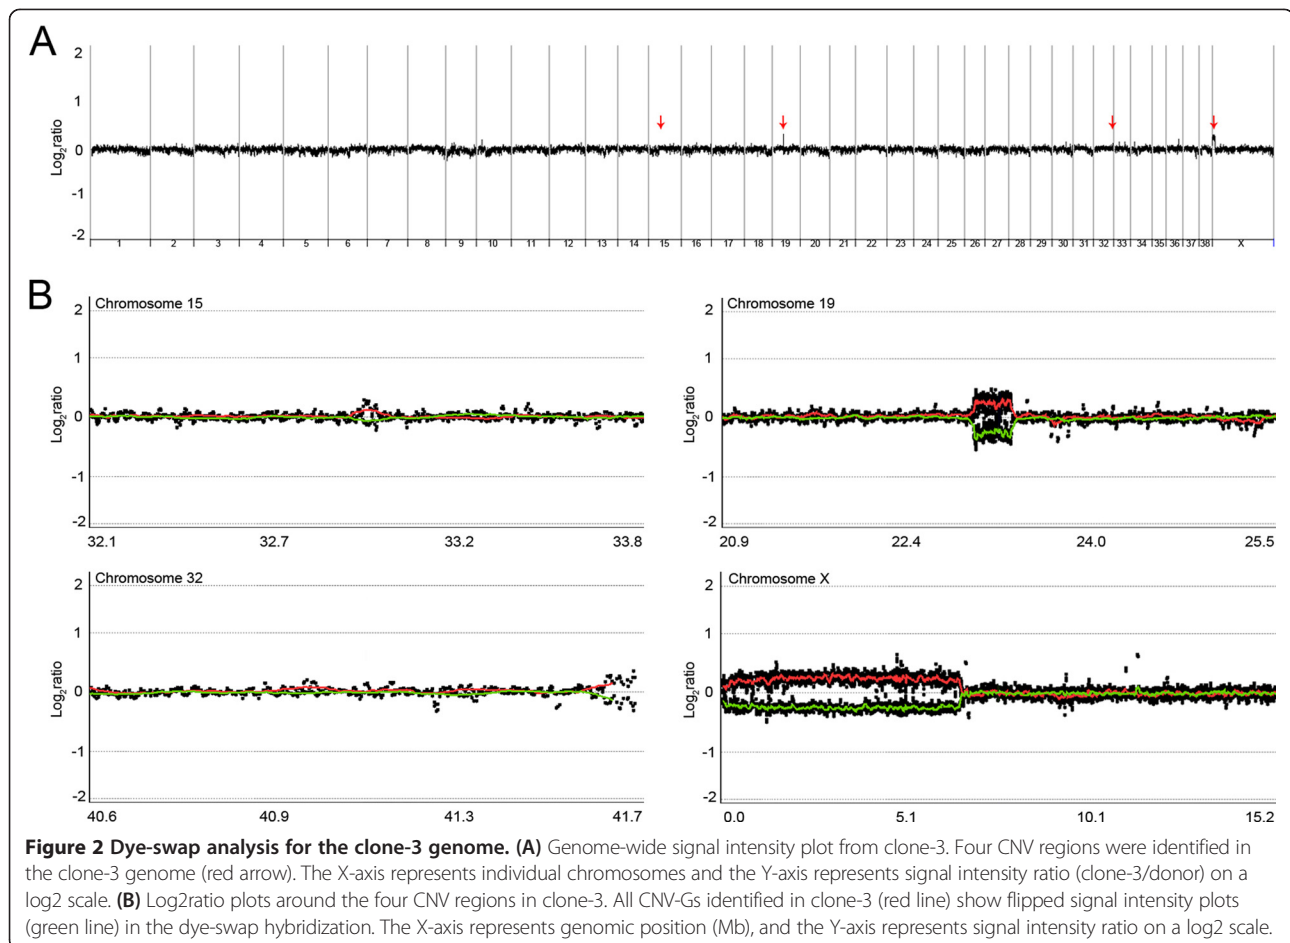 A
2
1
0
-1
-2
Log2ratio
1 2 3 4 5 6 7 8 9 10 11 12 13 14 15 16 17 18 19 20 21 22 23 24 25 26 27 28 29 30 31 32 33 34 35 36 37 38 X
B
Chromosome 15
2
1
0
-1
-2
Log2ratio
32.1 32.7 33.2 33.8
Chromosome 19
2
1
0
-1
-2
Log2ratio
20.9 22.4 24.0 25.5
Chromosome 32
2
1
0
-1
-2
Log2ratio
40.6 40.9 41.3 41.7
Chromosome X
2
1
0
-1
-2
Log2ratio
0.0 5.1 10.1 15.2
Figure 2 Dye-swap analysis for the clone-3 genome. (A) Genome-wide signal intensity plot from clone-3. Four CNV regions were identified in
the clone-3 genome (red arrow). The X-axis represents individual chromosomes and the Y-axis represents signal intensity ratio (clone-3/donor) on a
log2 scale. (B) Log2ratio plots around the four CNV regions in clone-3. All CNV-Gs identified in clone-3 (red line) show flipped signal intensity plots
(green line) in the dye-swap hybridization. The X-axis represents genomic position (Mb), and the Y-axis represents signal intensity ratio on a log2 scale.